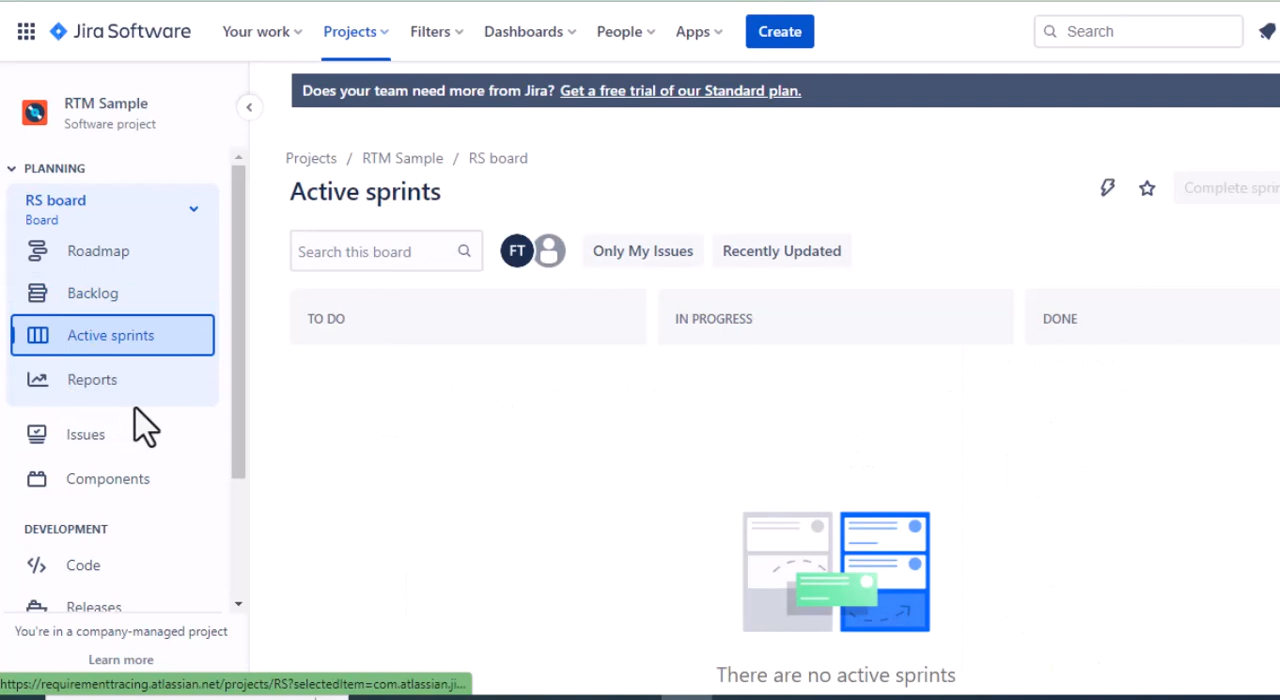 Jira Software
Your work
Projects
Filters
Dashboards
People
Apps
Create
Search
RTM Sample
Software project
Does your team need more from Jira? Get a free trial of our Standard plan.
PLANNING
Projects / RTM Sample / RS board
RS board
Board
Active sprints
Complete sprin
Roadmap
Search this board
FT
Only My Issues
Recently Updated
Backlog
TO DO
IN PROGRESS
DONE
Active sprints
Reports
Issues
Components
DEVELOPMENT
Code
Releases
You're in a company-managed project
Learn more
There are no active sprints
https://requirementtracing.atlassian.net/projects/RS?selectedItem=com.atlassian.ji...